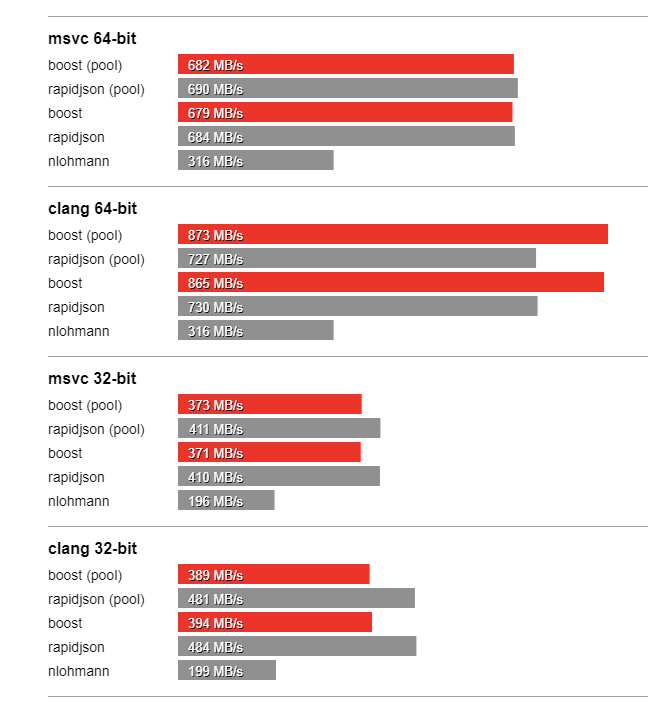 msvc 64-bit
boost (pool) 682 MB/s
rapidjson (pool) 690 MB/s
boost 679 MB/s
rapidjson 684 MB/s
nlohmann 316 MB/s
clang 64-bit
boost (pool) 873 MB/s
rapidjson (pool) 727 MB/s
boost 865 MB/s
rapidjson 730 MB/s
nlohmann 316 MB/s
msvc 32-bit
boost (pool) 373 MB/s
rapidjson (pool) 411 MB/s
boost 371 MB/s
rapidjson 410 MB/s
nlohmann 196 MB/s
clang 32-bit
boost (pool) 389 MB/s
rapidjson (pool) 481 MB/s
boost 394 MB/s
rapidjson 484 MB/s
nlohmann 199 MB/s